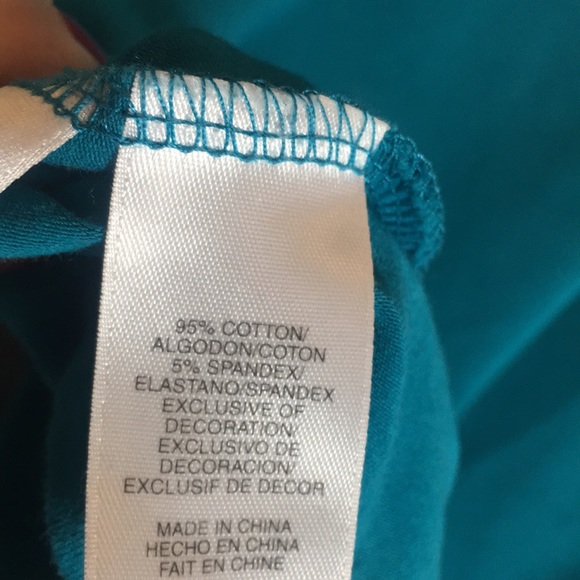 95% COTTON/
ALGODON/COTON
5% SPANDEX/
ELASTANO/SPANDEX
EXCLUSIVE OF
DECORATION/
EXCLUSIVO DE
DECORACION/
EXCLUSIF DE DECOR
MADE IN CHINA
HECHO EN CHINA
FAIT EN CHINE